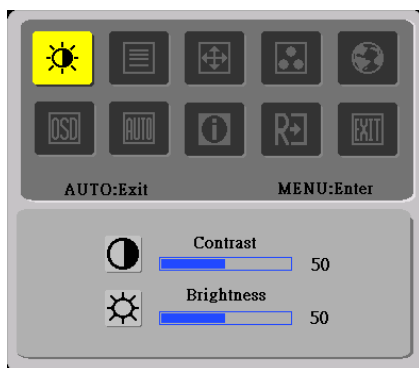 OSD AUTO i R EXIT
AUTO:Exit MENU:Enter
Contrast
50
Brightness
50